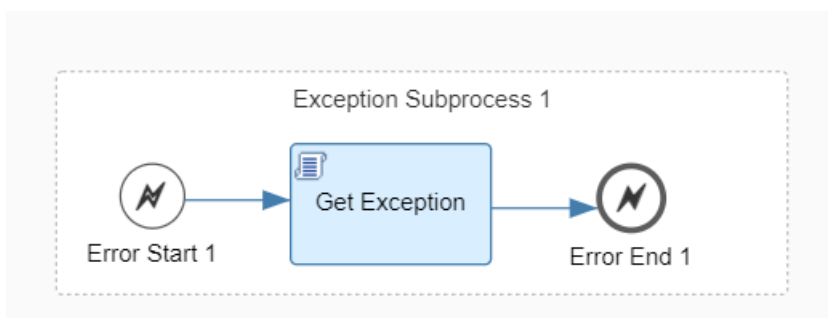 Exception Subprocess 1
Get Exception
Error Start 1
Error End 1